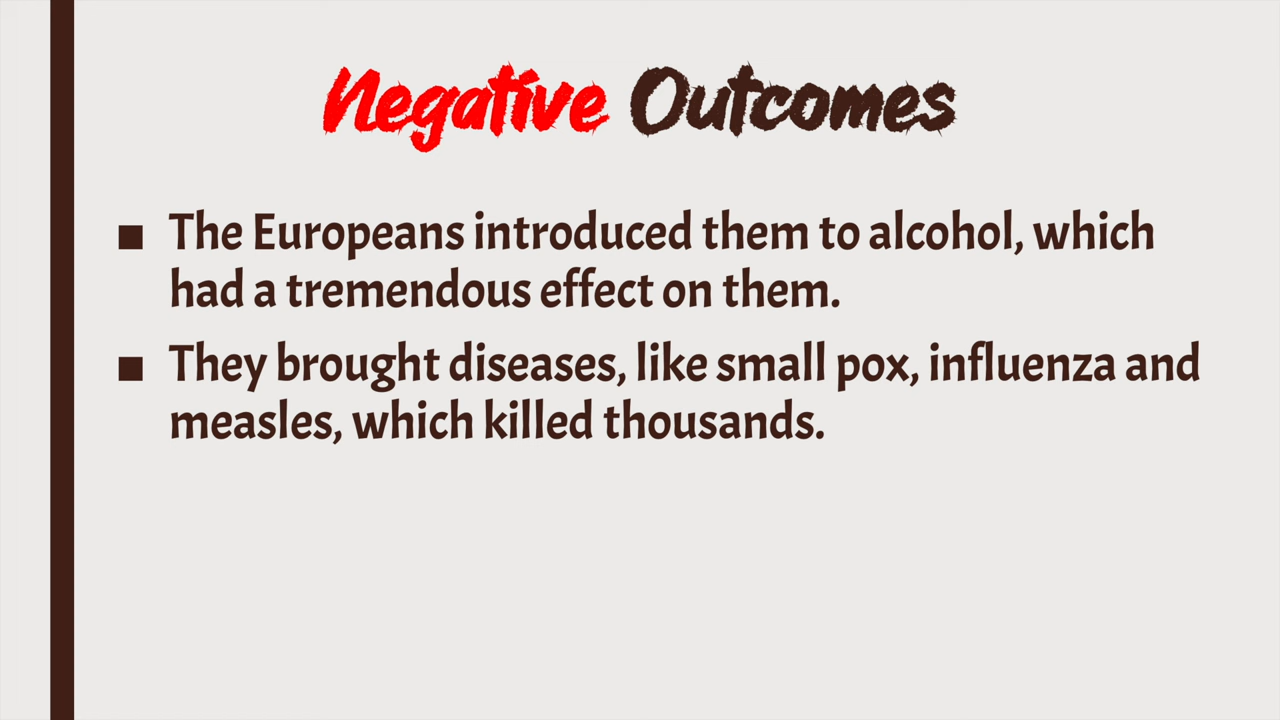 Negative Outcomes
■ The Europeans introduced them to alcohol, which
had a tremendous effect on them.
■ They brought diseases, like small pox, influenza and
measles, which killed thousands.